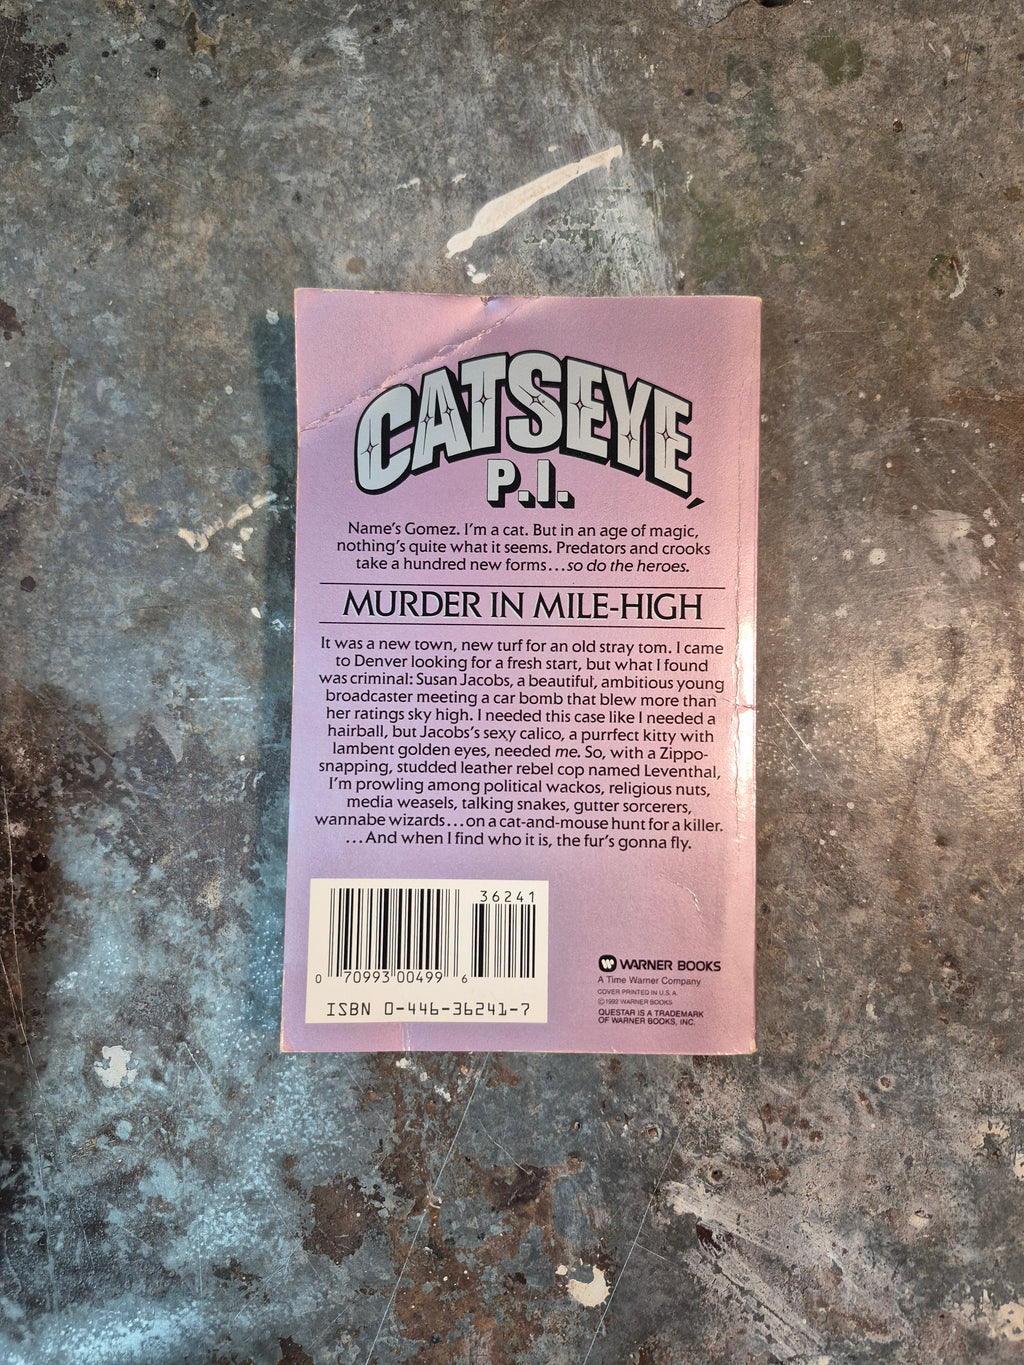 CATSEYE,
P.I.
Name's Gomez. I'm a cat. But in an age of magic,
nothing's quite what it seems. Predators and crooks
take a hundred new forms...so do the heroes.
MURDER IN MILE-HIGH
It was a new town, new turf for an old stray tom. I came
to Denver looking for a fresh start, but what I found
was criminal: Susan Jacobs, a beautiful, ambitious young
broadcaster meeting a car bomb that blew more than
her ratings sky high. I needed this case like I needed a
hairball, but Jacobs's sexy calico, a purrfect kitty with
lambent golden eyes, needed me. So, with a Zippo-
snapping, studded leather rebel cop named Leventhal,
I'm prowling among political wackos, religious nuts,
media weasels, talking snakes, gutter sorcerers,
wannabe wizards...on a cat-and-mouse hunt for a killer.
...And when I find who it is, the fur's gonna fly.
36241
0 70993 00499 6
ISBN 0-446-36241-7
W WARNER BOOKS
A Time Warner Company
COVER PRINTED IN U.S.A.
©1992 WARNER BOOKS
QUESTAR IS A TRADEMARK
OF WARNER BOOKS, INC.